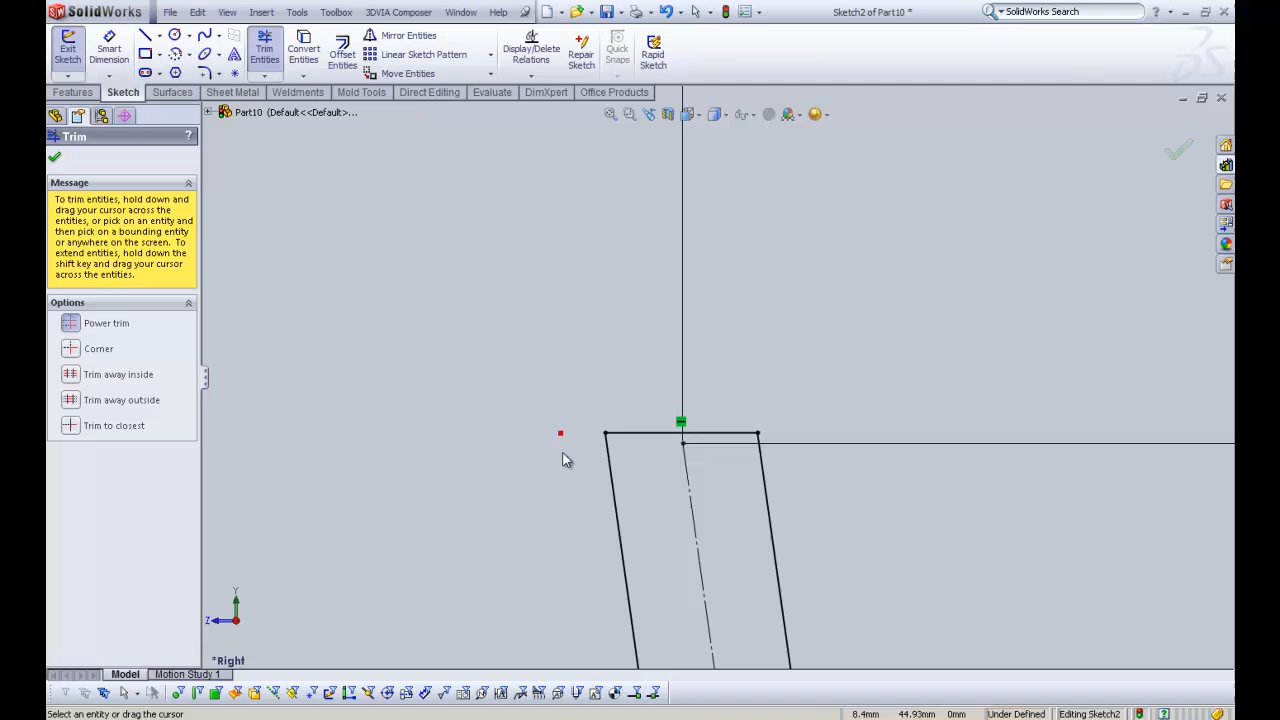 SolidWorks File Edit View Insert Tools Toolbox 3DVIA Composer Window Help Sketch2 of Part10 * SolidWorks Search
Exit Sketch
Smart Dimension
Trim Entities
Convert Entities
Offset Entities
Mirror Entities
Linear Sketch Pattern
Move Entities
Display/Delete Relations
Repair Sketch
Quick Snaps
Rapid Sketch
Features Sketch Surfaces Sheet Metal Weldments Mold Tools Direct Editing Evaluate DimXpert Office Products
Part10 (Default<<Default>...
Trim ?
Message
To trim entities, hold down and
drag your cursor across the
entities, or pick on an entity and
then pick on a bounding entity
or anywhere on the screen. To
extend entities, hold down the
shift key and drag your cursor
across the entities.
Options
Power trim
Corner
Trim away inside
Trim away outside
Trim to closest
Y
Z
*Right
Model Motion Study 1
Select an entity or drag the cursor 8.4mm 44.93mm 0mm Under Defined Editing Sketch2